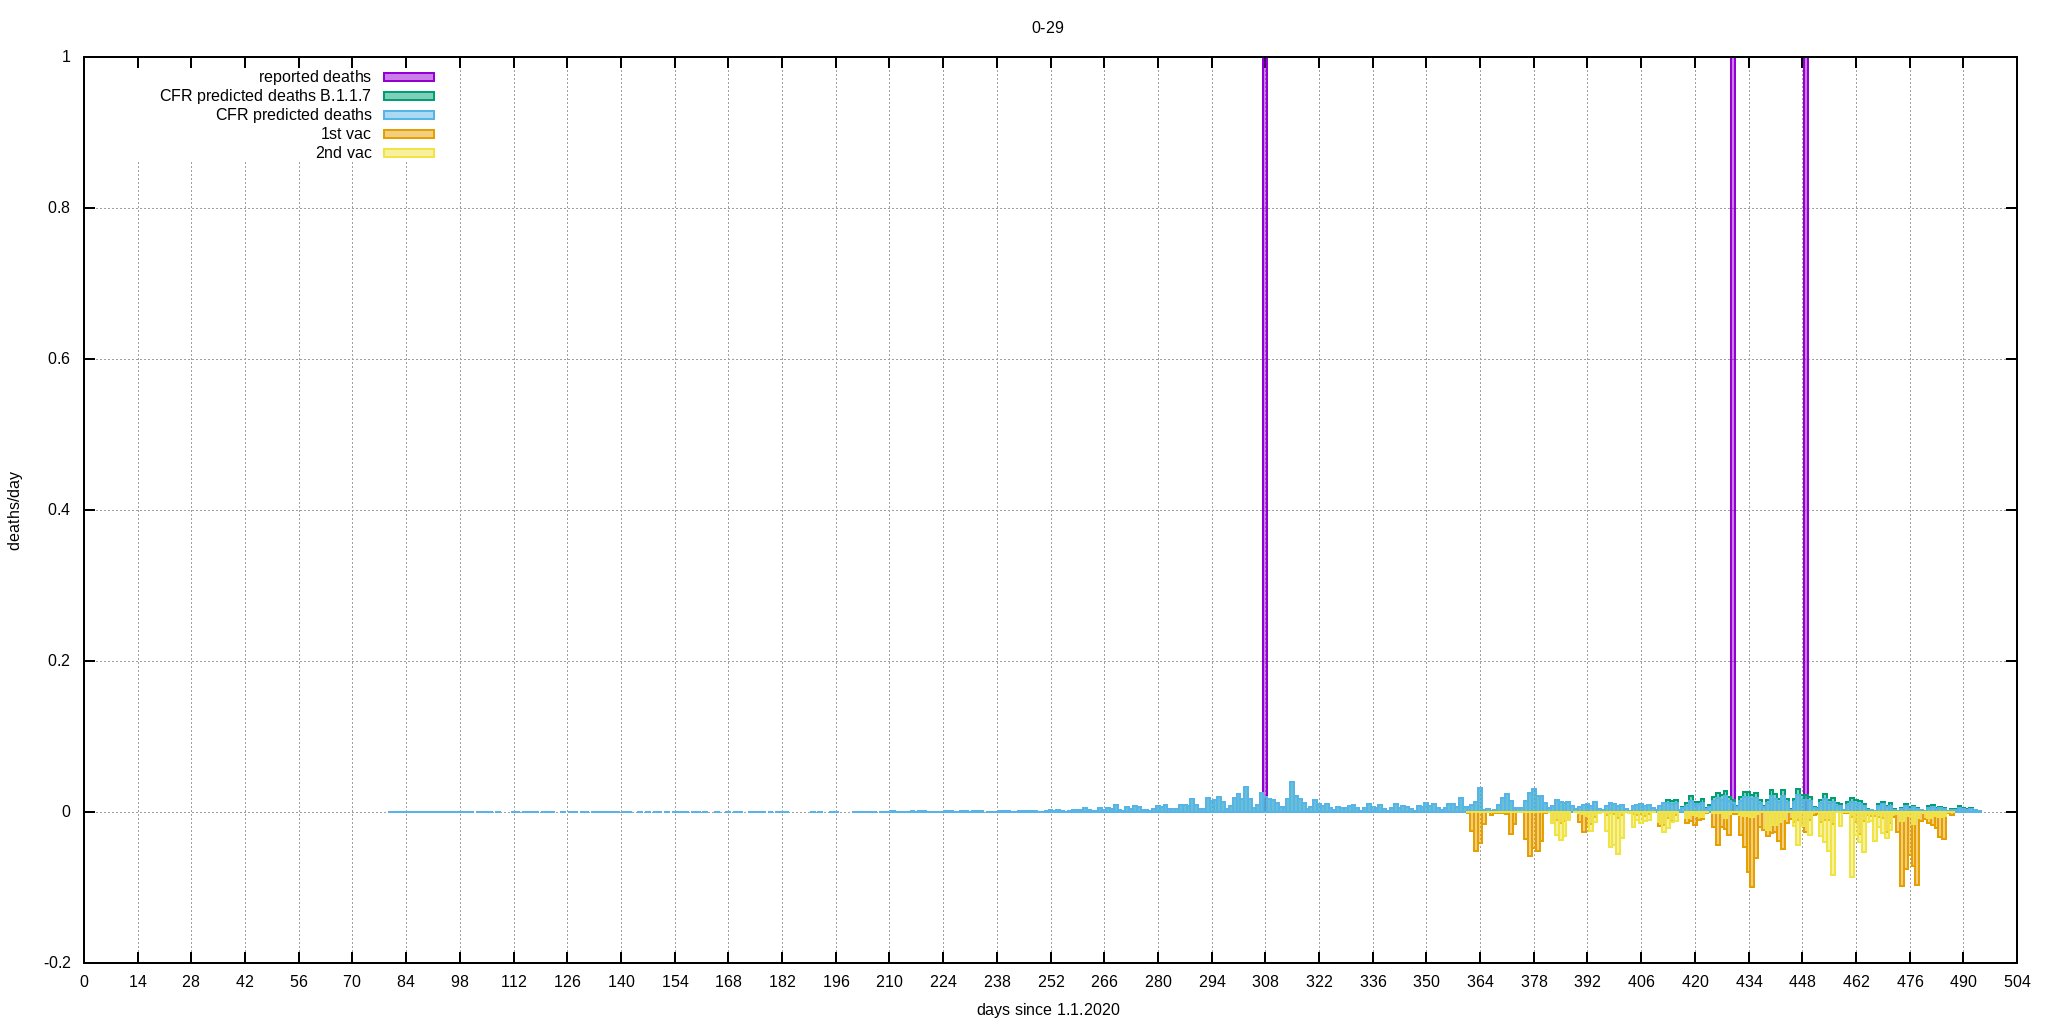 0-29
reported deaths
CFR predicted deaths B.1.1.7
CFR predicted deaths
1st vac
2nd vac
1
0.8
0.6
0.4
0.2
0
-0.2
deaths/day
0 14 28 42 56 70 84 98 112 126 140 154 168 182 196 210 224 238 252 266 280 294 308 322 336 350 364 378 392 406 420 434 448 462 476 490 504
days since 1.1.2020